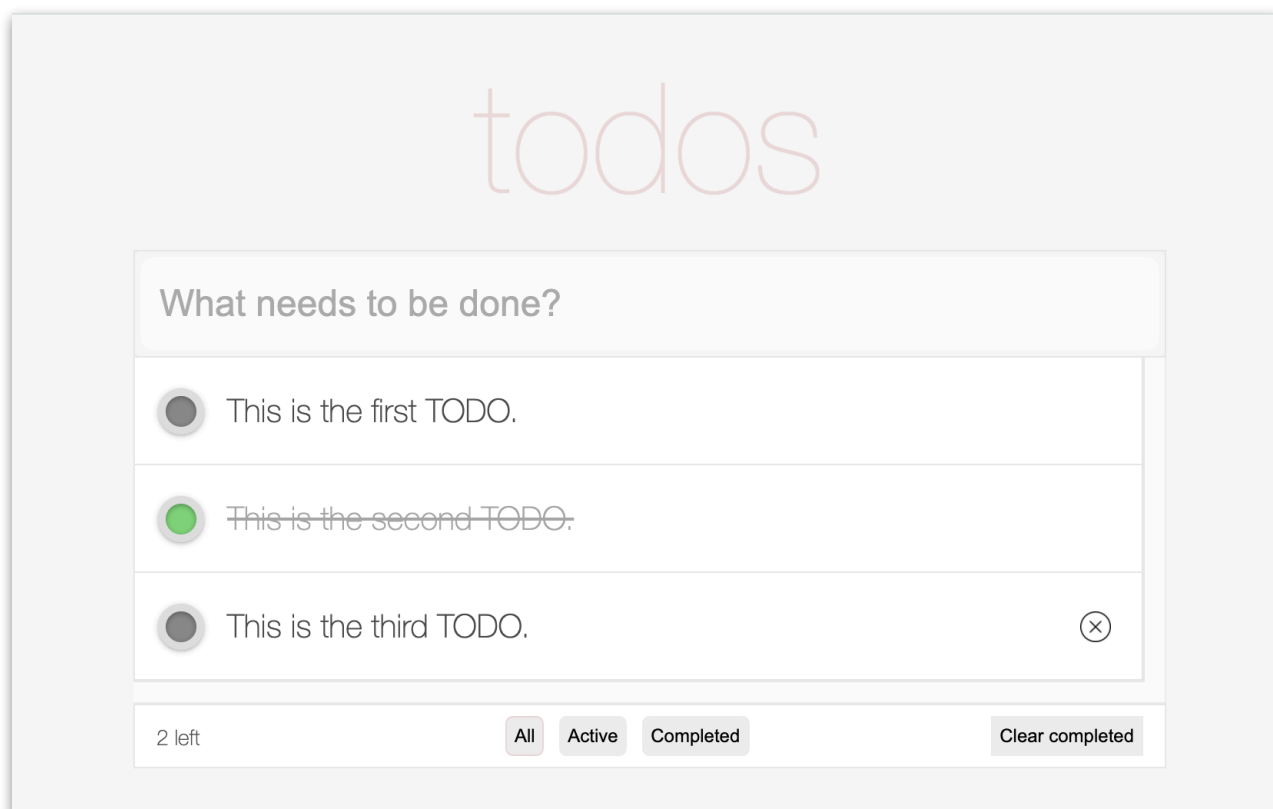 todos
What needs to be done?
This is the first TODO.
This is the second TODO.
This is the third TODO.
2 left All Active Completed Clear completed